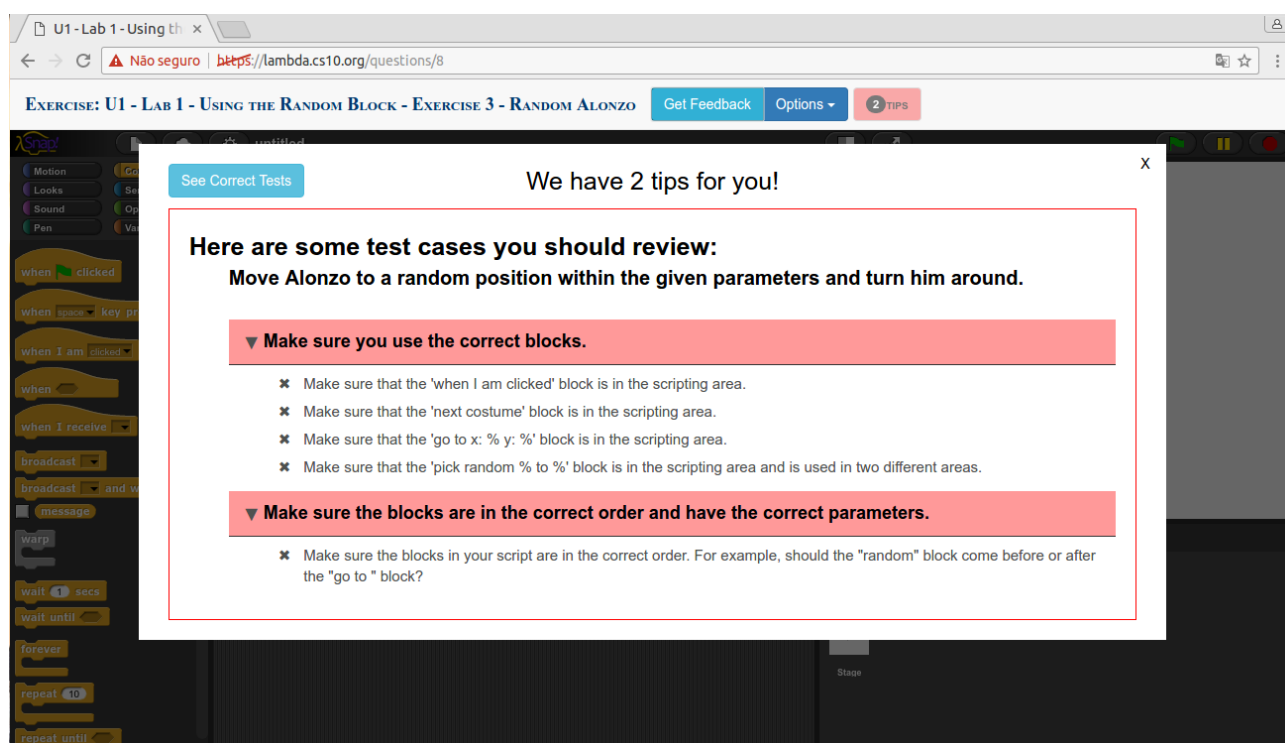 U1 - Lab 1 - Using th
Não seguro | https://lambda.cs10.org/questions/8
Exercise: U1 - Lab 1 - Using the Random Block - Exercise 3 - Random Alonzo
Get Feedback
Options
2 TIPS
Snap!
untitled
Motion
Looks
Sound
Pen
when clicked
when space key pr
when I am clicked
when
when I receive
broadcast
broadcast and w
message
warp
wait 1 secs
wait until
forever
repeat 10
repeat until
See Correct Tests
We have 2 tips for you!
X
Here are some test cases you should review:
Move Alonzo to a random position within the given parameters and turn him around.
Make sure you use the correct blocks.
Make sure that the 'when I am clicked' block is in the scripting area.
Make sure that the 'next costume' block is in the scripting area.
Make sure that the 'go to x: % y: %' block is in the scripting area.
Make sure that the 'pick random % to %' block is in the scripting area and is used in two different areas.
Make sure the blocks are in the correct order and have the correct parameters.
Make sure the blocks in your script are in the correct order. For example, should the "random" block come before or after
the "go to " block?
Stage